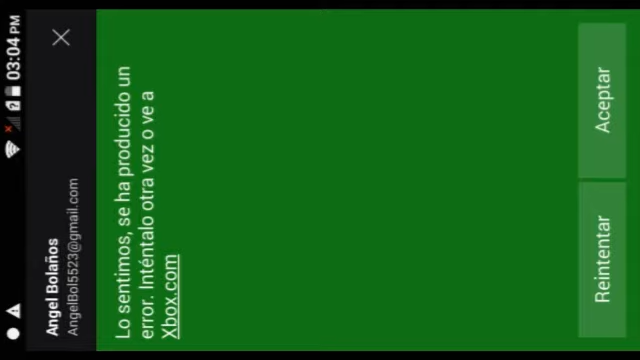 03:04 PM
Angel Bolaños
AngelBol5523@gmail.com
Lo sentimos, se ha producido un
error. Inténtalo otra vez o ve a
Xbox.com
Reintentar
Aceptar